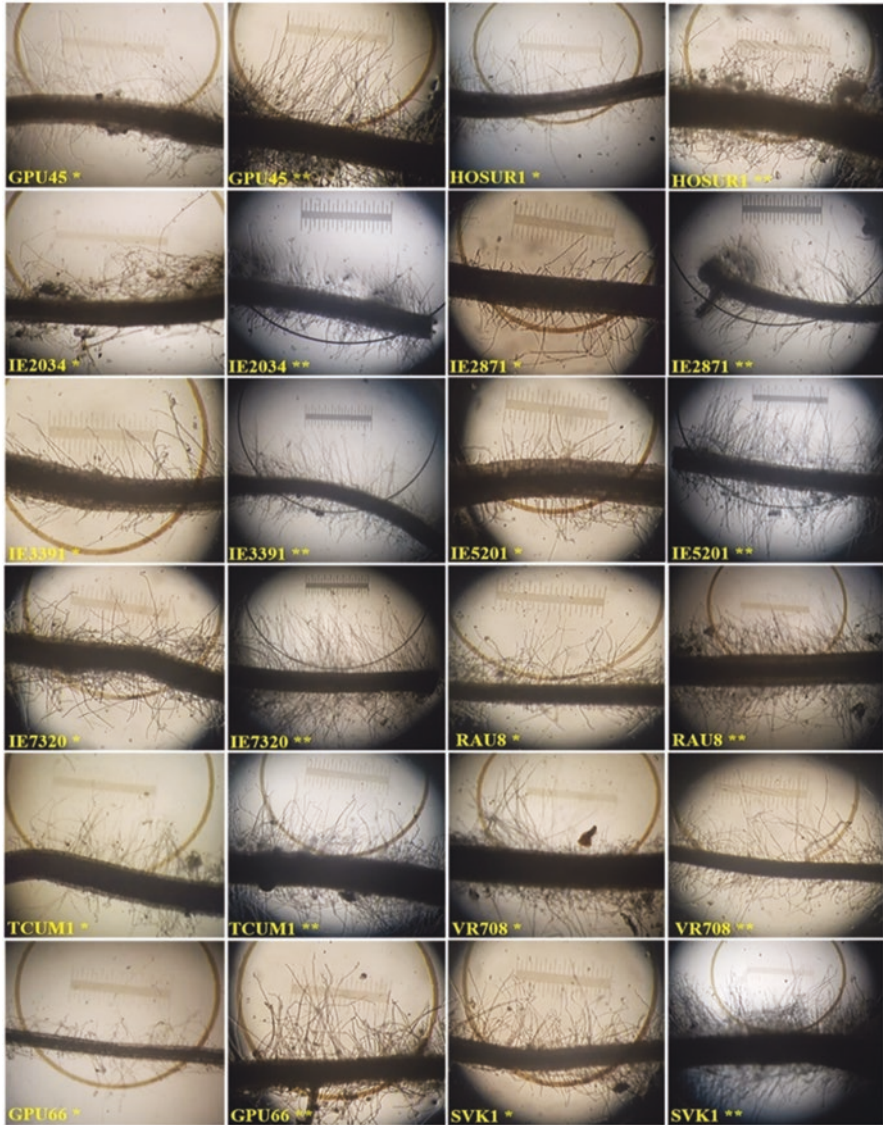 GPU45 *
GPU45 **
HOSUR1 *
HOSUR1 **
IE2034 *
IE2034 **
IE2871 *
IE2871 **
IE3391 *
IE3391 **
IE5201 *
IE5201 **
IE7320 *
IE7320 **
RAU8 *
RAU8 **
TCUM1 *
TCUM1 **
VR708 *
VR708 **
GPU66 *
GPU66 **
SVK1 *
SVK1 **